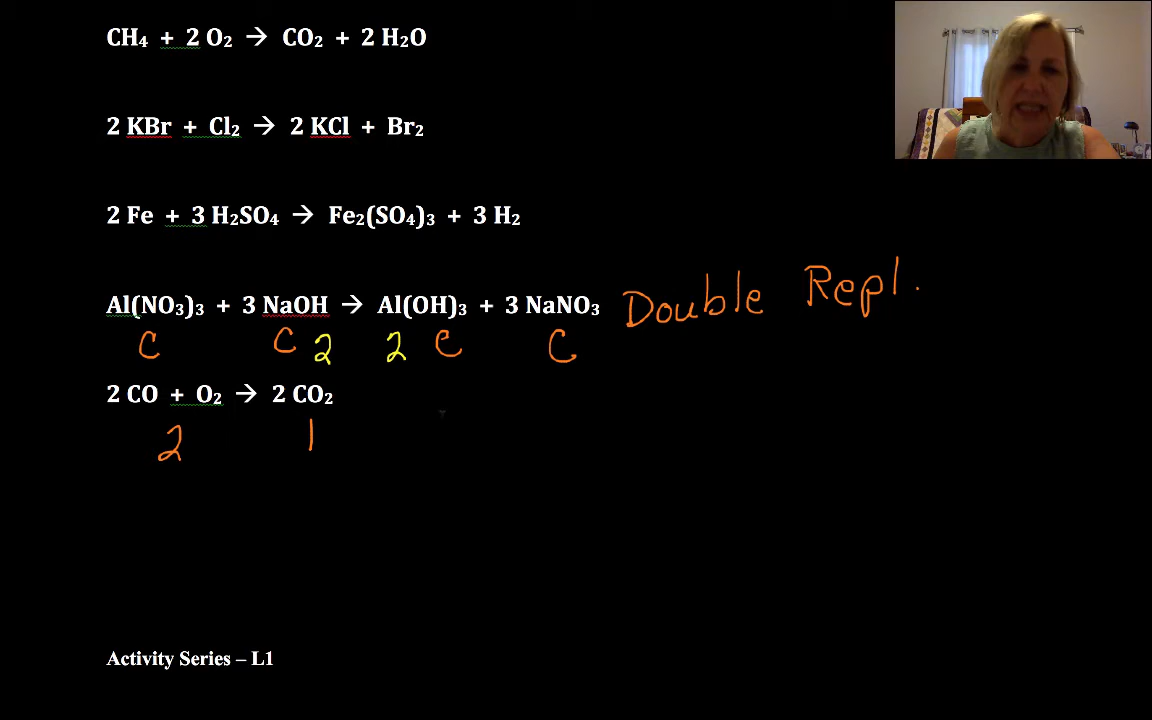 CH₄ + 2 O₂ → CO₂ + 2 H₂O
2 KBr + Cl₂ → 2 KCl + Br₂
2 Fe + 3 H₂SO₄ → Fe₂(SO₄)₃ + 3 H₂
Al(NO₃)₃ + 3 NaOH → Al(OH)₃ + 3 NaNO₃ Double Repl.
C C 2 2 C C
2 CO + O₂ → 2 CO₂
2 1
Activity Series – L1